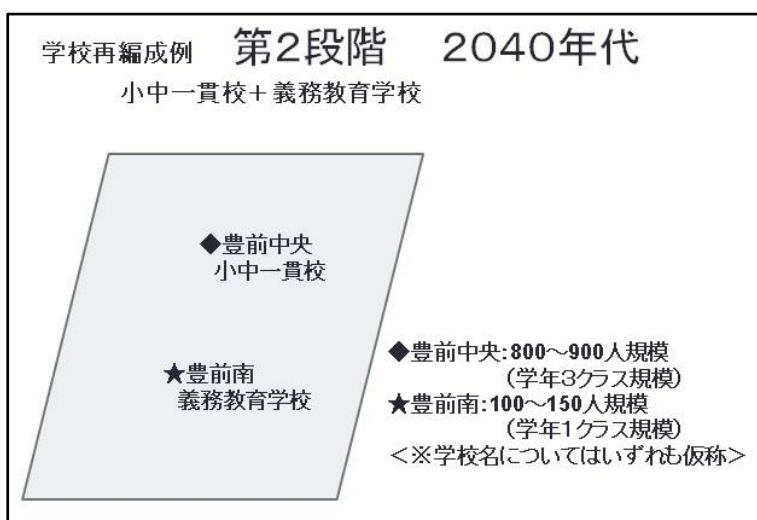 学校再編成例 第2段階 2040年代
小中一貫校+義務教育学校
◆豊前中央
小中一貫校
★豊前南
義務教育学校
◆豊前中央:800~900人規模
(学年3クラス規模)
★豊前南:100~150人規模
(学年1クラス規模)
<※学校名についてはいずれも仮称>